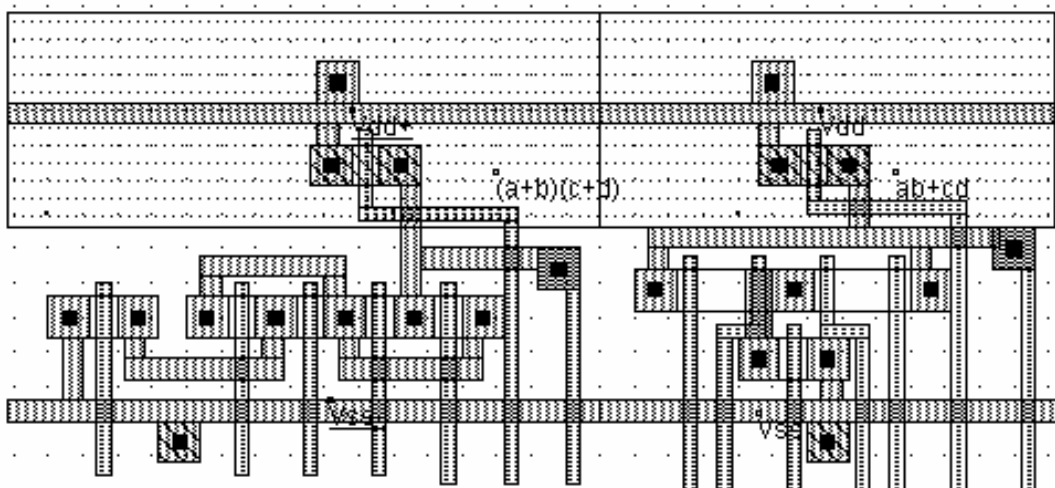 Vdd+
Vdd
(a+b)(c+d)
ab+cd
Vss
Vss